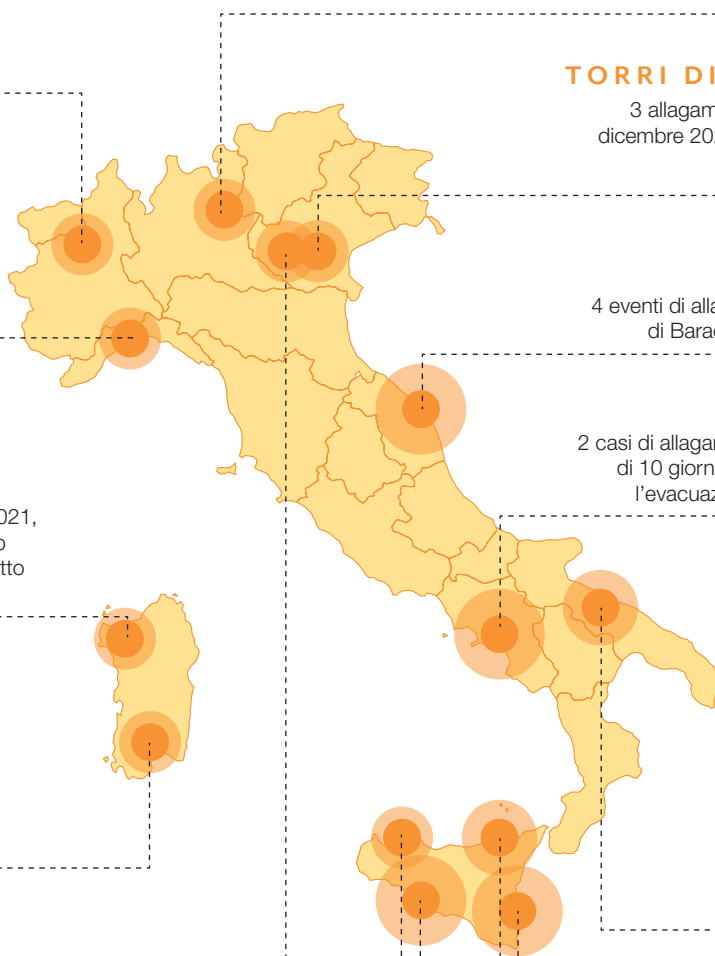 TORRI DI
3 allagam
dicembre 20
4 eventi di alla
di Bara
2 casi di allagar
di 10 giorn
l'evacuaz
021,
o
tto